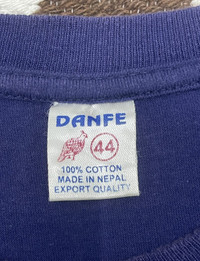 DANFE
44
100% COTTON
MADE IN NEPAL
EXPORT QUALITY